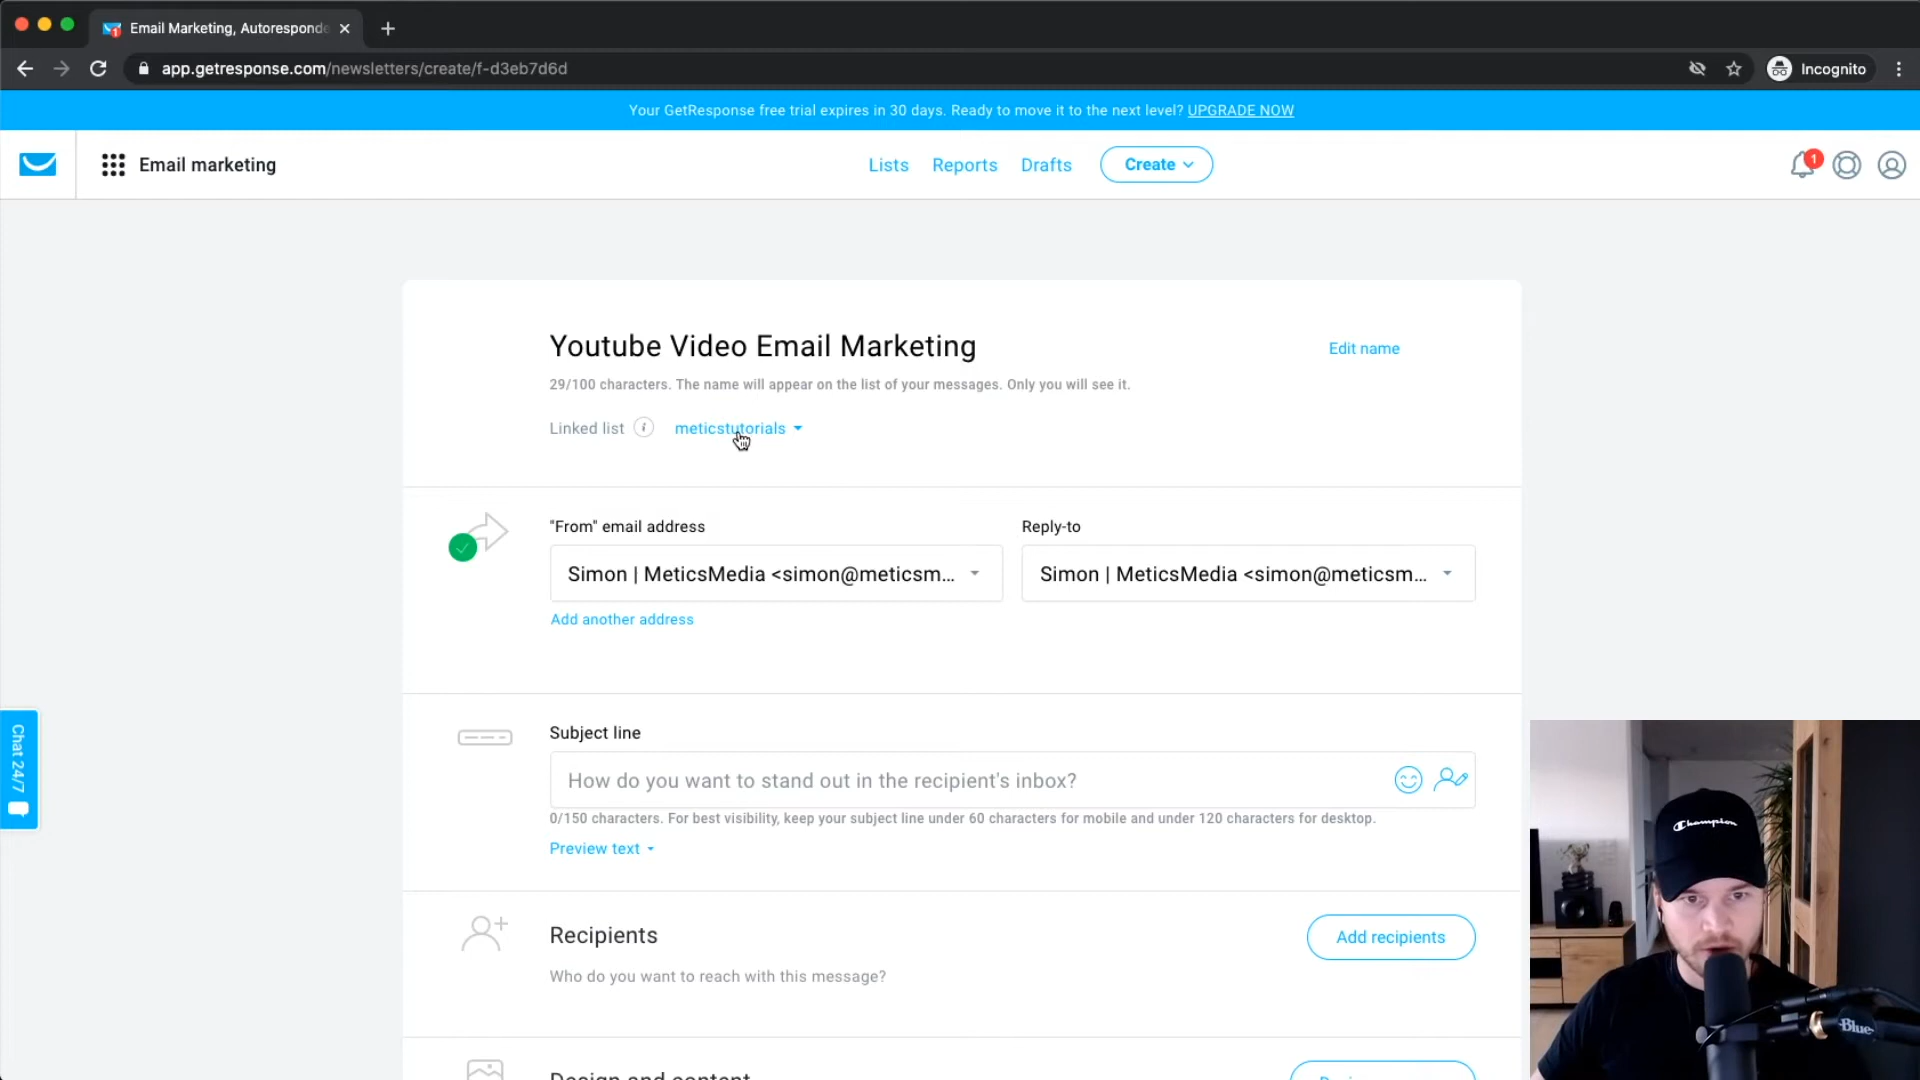 Email Marketing, Autoresponde
app.getresponse.com/newsletters/create/f-d3eb7d6d
Incognito
Your GetResponse free trial expires in 30 days. Ready to move it to the next level? UPGRADE NOW
Email marketing
Lists
Reports
Drafts
Create
1
Youtube Video Email Marketing
Edit name
29/100 characters. The name will appear on the list of your messages. Only you will see it.
Linked list i meticstutorials
"From" email address
Reply-to
Simon | MeticsMedia <simon@meticsm...
Simon | MeticsMedia <simon@meticsm...
Add another address
Subject line
How do you want to stand out in the recipient's inbox?
0/150 characters. For best visibility, keep your subject line under 60 characters for mobile and under 120 characters for desktop.
Preview text
Chat 24/7
Recipients
Add recipients
Who do you want to reach with this message?
Design and content
Champion
Blue